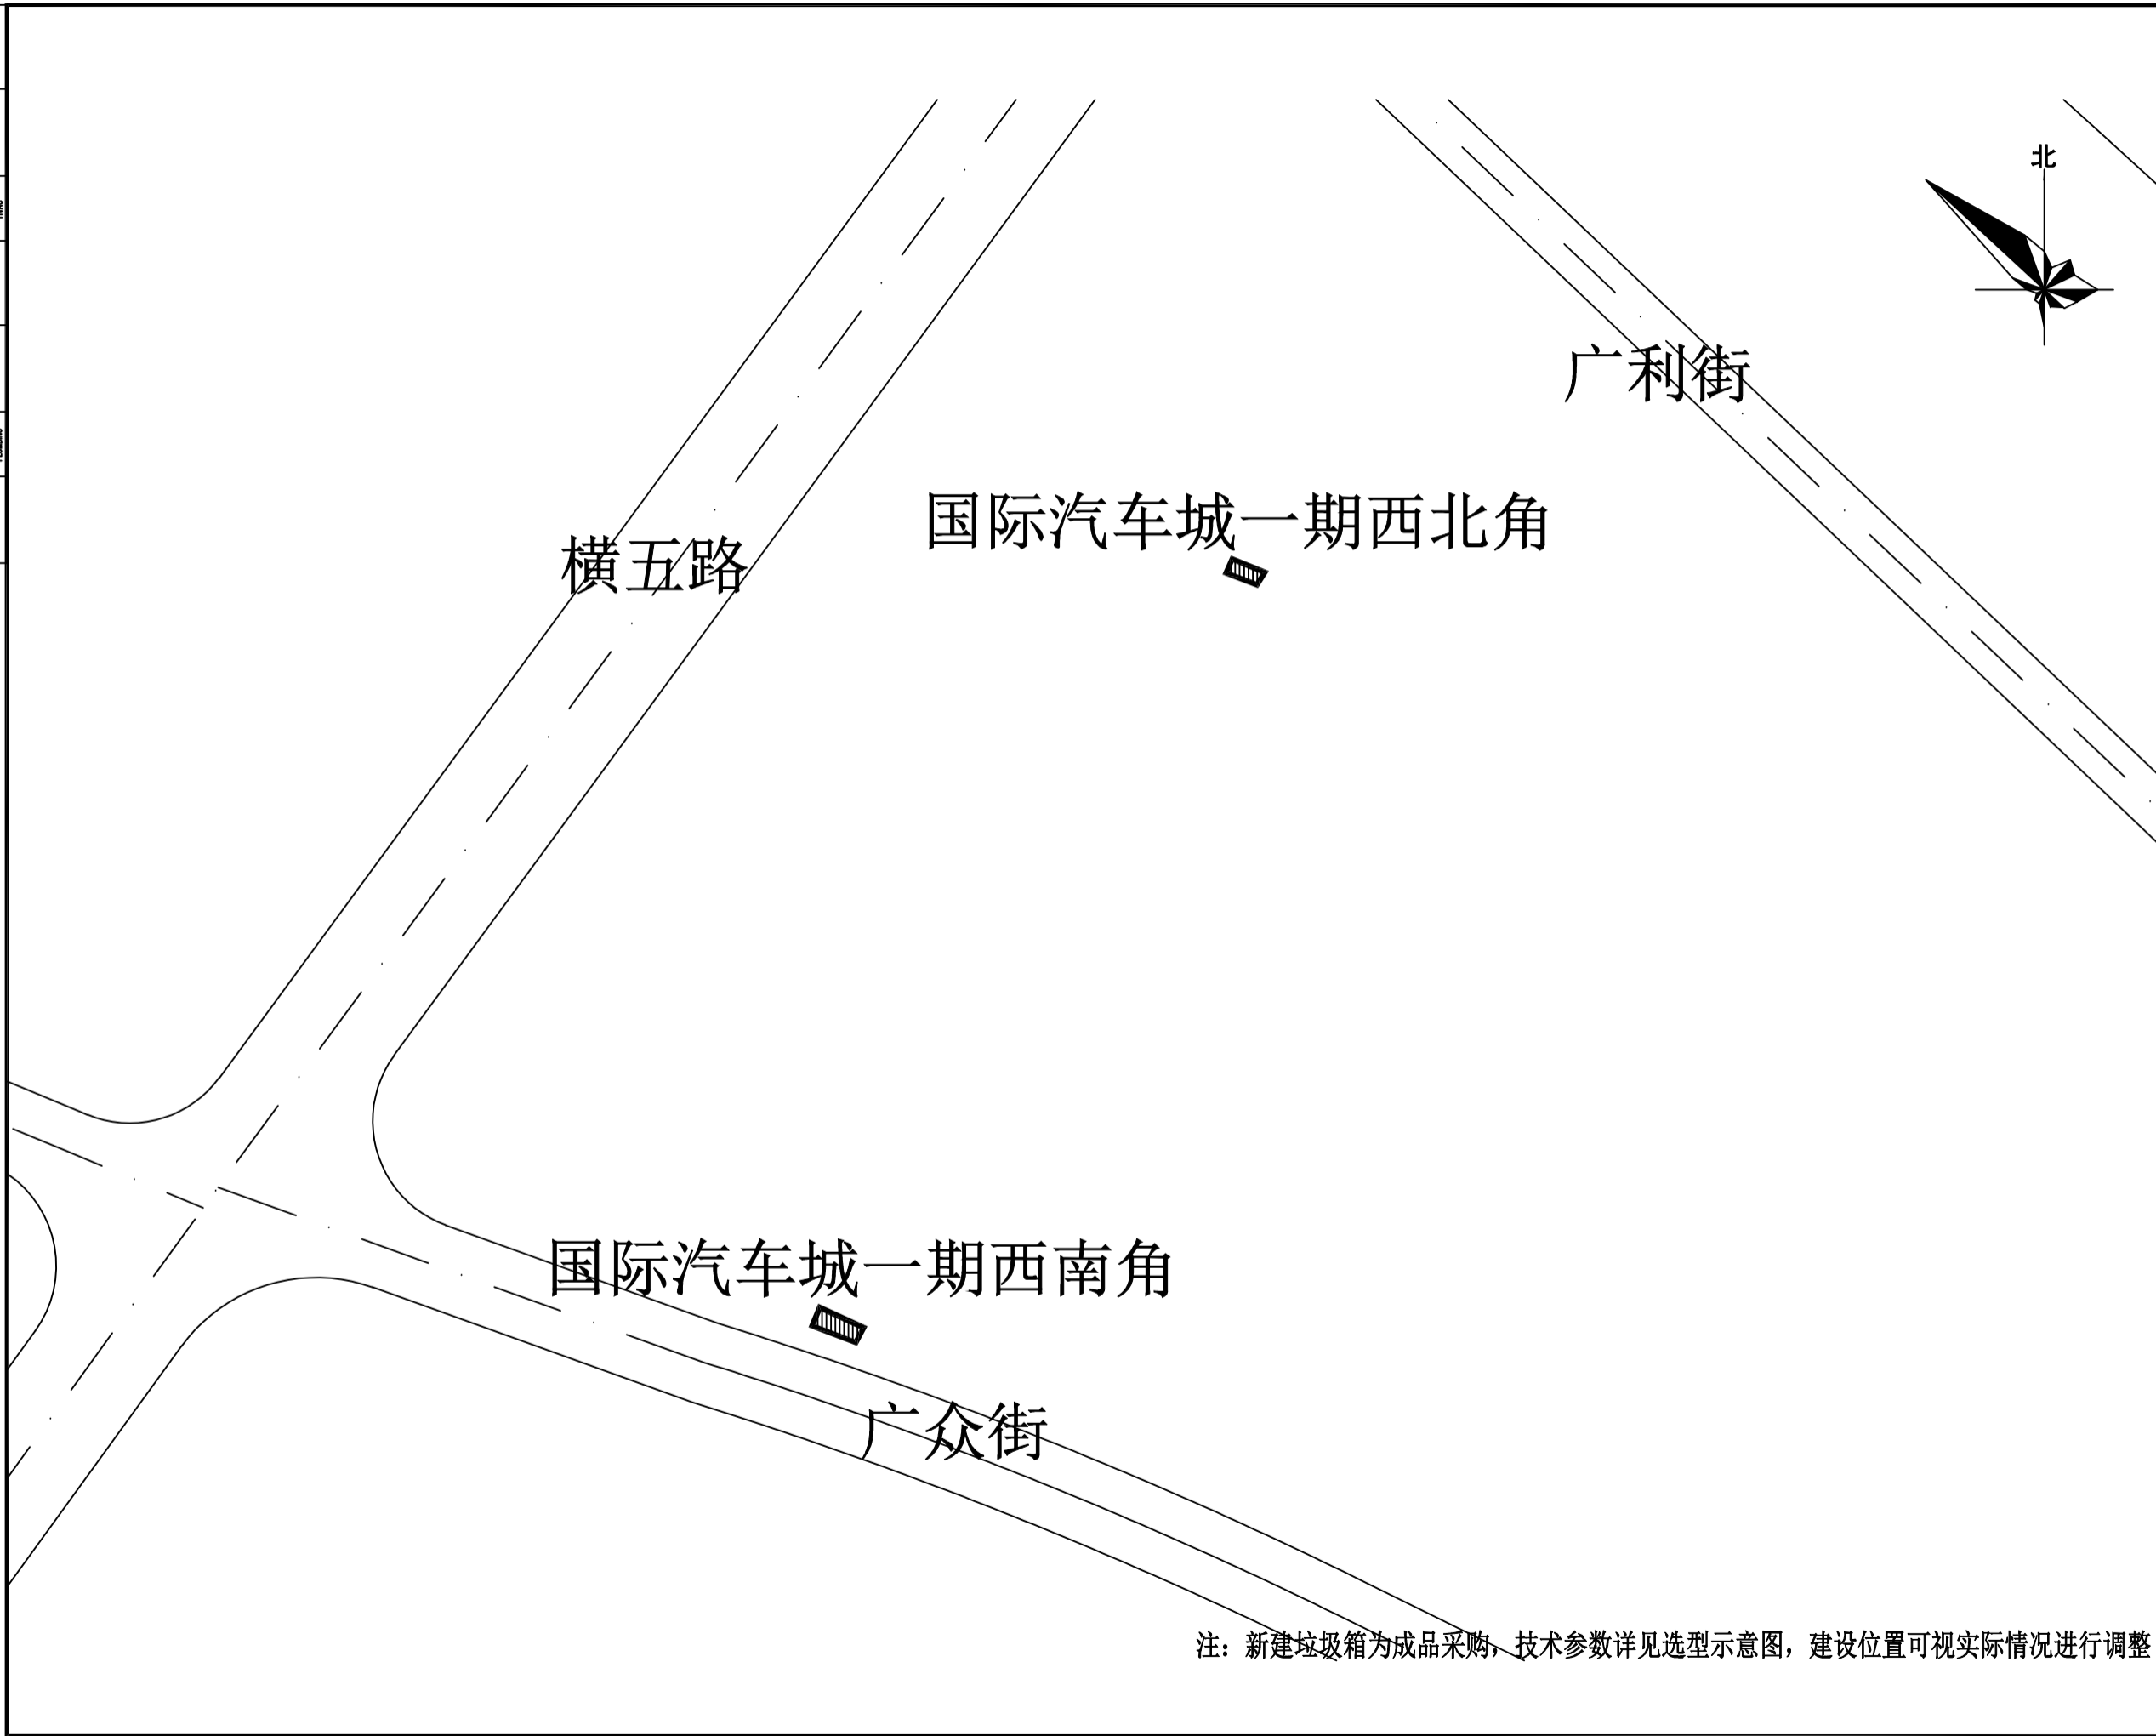 北
广利街
国际汽车城一期西北角
横五路
国际汽车城一期西南角
广众街
注：新建垃圾箱为成品采购，技术参数详见选型示意图，建设位置可视实际情况进行调整